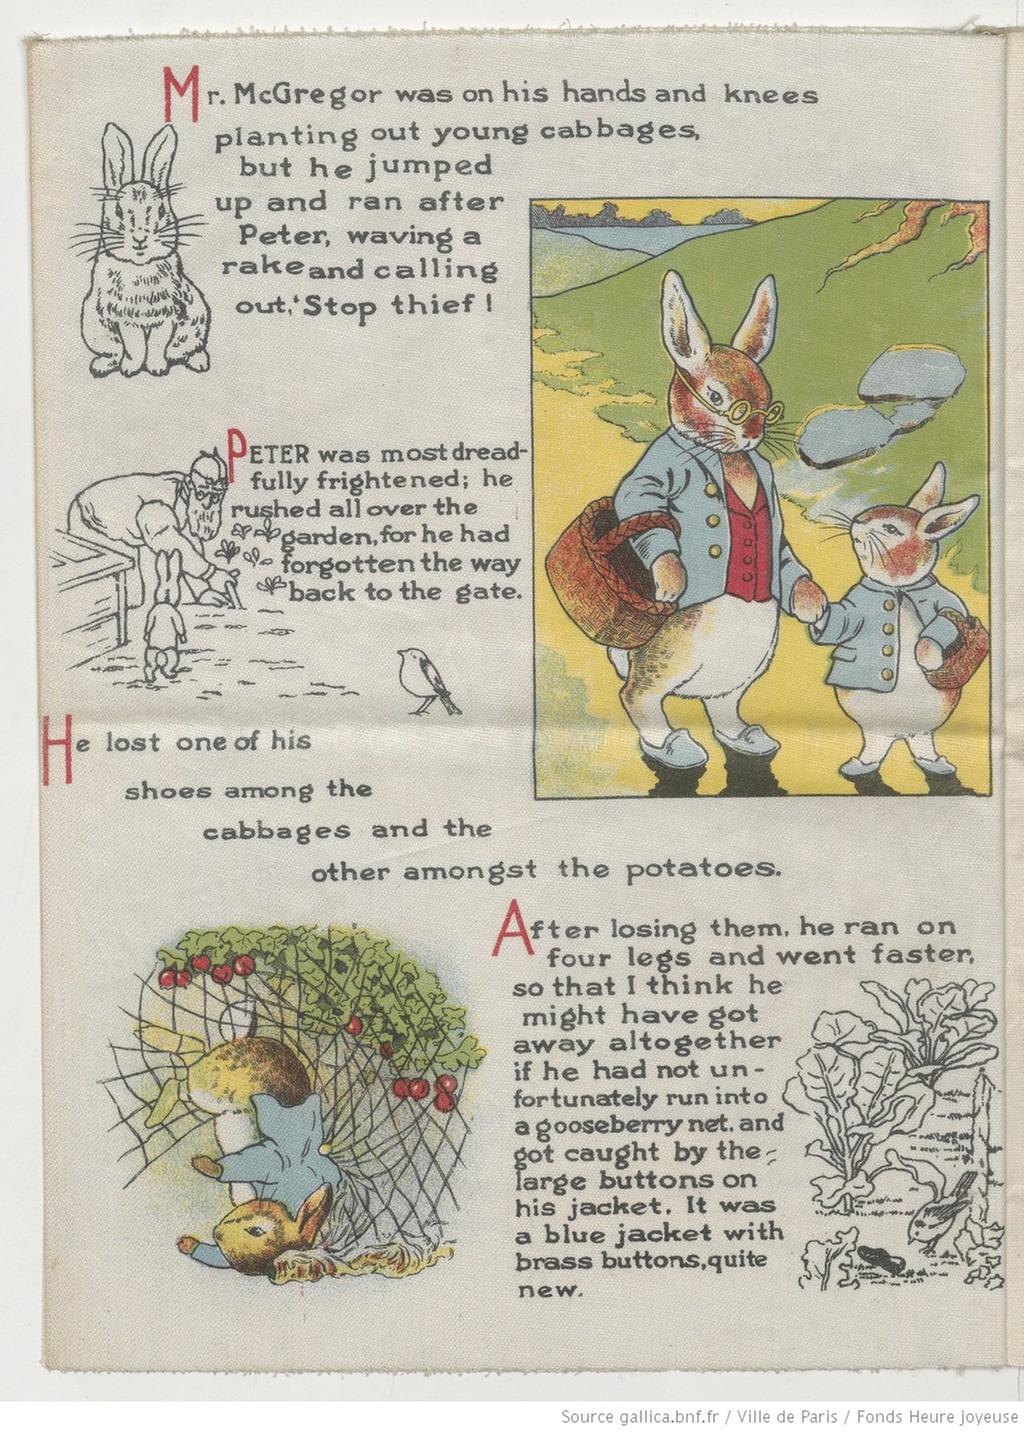 Mr. McGregor was on his hands and knees
planting out young cabbages,
but he jumped
up and ran after
Peter, waving a
rake and calling
out,'Stop thief!
PETER was most dread-
fully frightened; he
rushed all over the
garden, for he had
forgotten the way
back to the gate.
He lost one of his
shoes among the
cabbages and the
other amongst the potatoes.
After losing them, he ran on
four legs and went faster,
so that I think he
might have got
away altogether
if he had not un-
fortunately run into
a gooseberry net, and
got caught by the
large buttons on
his jacket. It was
a blue jacket with
brass buttons, quite
new.
Source gallica.bnf.fr / Ville de Paris / Fonds Heure joyeuse